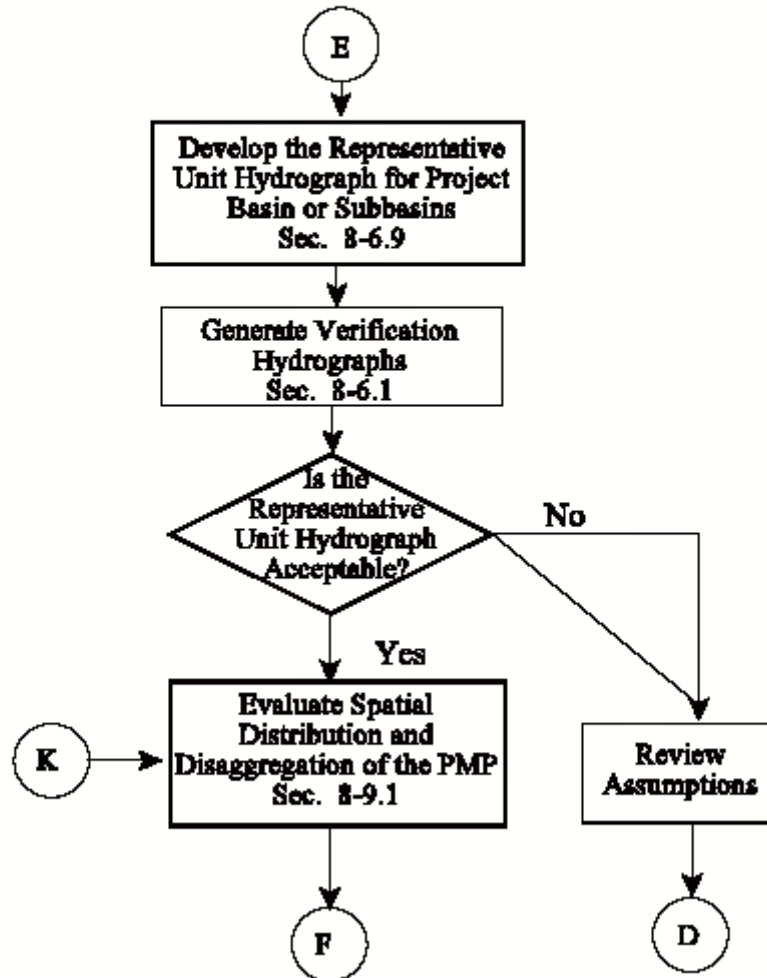 E
Develop the Representative
Unit Hydrograph for Project
Basin or Subbasins
Sec. 8-6.9
Generate Verification
Hydrographs
Sec. 8-6.1
Is the
Representative
Unit Hydrograph
Acceptable?
No
Yes
Evaluate Spatial
Distribution and
Disaggregation of the PMP
Sec. 8-9.1
K
Review
Assumptions
F
D